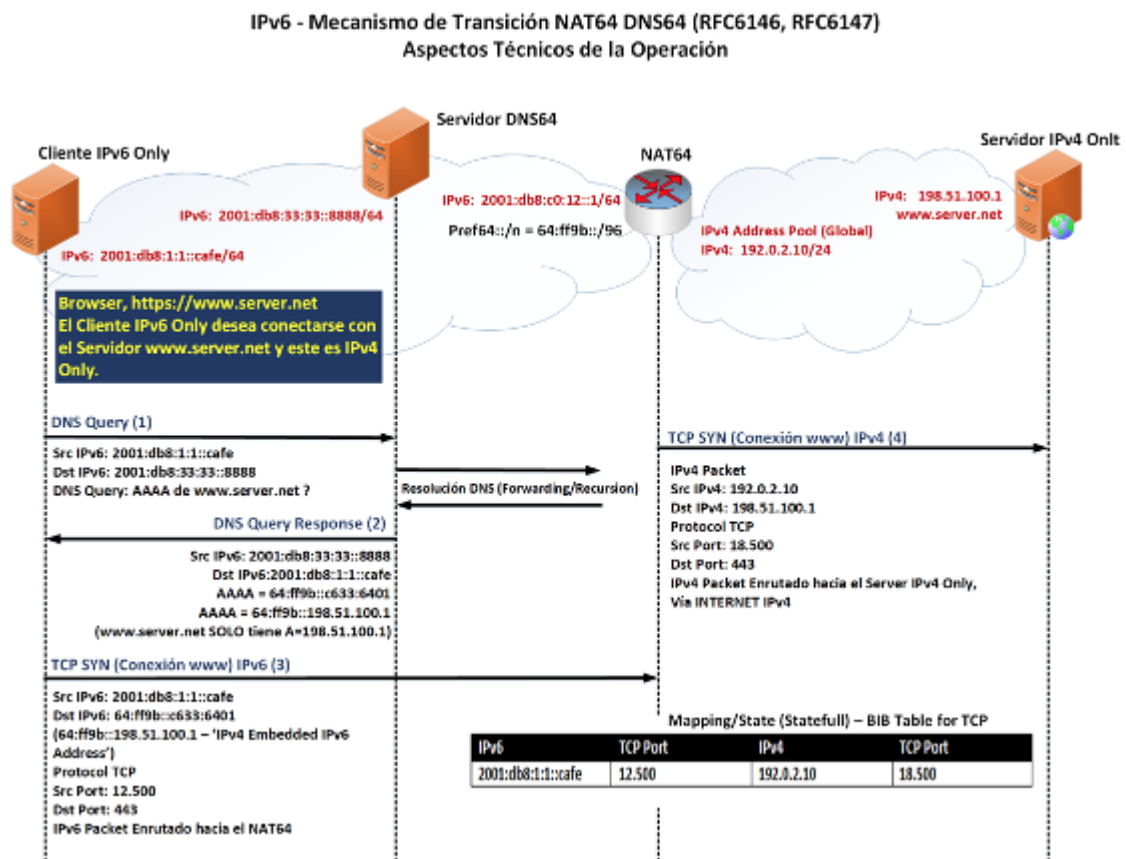 IPv6 - Mecanismo de Transición NAT64 DNS64 (RFC6146, RFC6147)
Aspectos Técnicos de la Operación
Servidor DNS64
Cliente IPv6 Only
NAT64
Servidor IPv4 Onlt
IPv6: 2001:db8:33:33::8888/64
IPv6: 2001:db8:1:1::cafe/64
IPv6: 2001:db8:c0:12::1/64
Pref64::/n = 64:ff9b::/96
IPv4: 198.51.100.1
www.server.net
IPv4 Address Pool (Global)
IPv4: 192.0.2.10/24
Browser, https://www.server.net
El Cliente IPv6 Only desea conectarse con
el Servidor www.server.net y este es IPv4
Only.
DNS Query (1)
Src IPv6: 2001:db8:1:1::cafe
Dst IPv6: 2001:db8:33:33::8888
DNS Query: AAAA de www.server.net ?
Resolución DNS (Forwarding/Recursion)
DNS Query Response (2)
Src IPv6: 2001:db8:33:33::8888
Dst IPv6:2001:db8:1:1::cafe
AAAA = 64:ff9b::c633:6401
AAAA = 64:ff9b::198.51.100.1
(www.server.net SOLO tiene A=198.51.100.1)
TCP SYN (Conexión www) IPv6 (3)
Src IPv6: 2001:db8:1:1::cafe
Dst IPv6: 64:ff9b::c633:6401
(64:ff9b::198.51.100.1 – 'IPv4 Embedded IPv6
Address')
Protocol TCP
Src Port: 12.500
Dst Port: 443
IPv6 Packet Enrutado hacia el NAT64
TCP SYN (Conexión www) IPv4 (4)
IPv4 Packet
Src IPv4: 192.0.2.10
Dst IPv4: 198.51.100.1
Protocol TCP
Src Port: 18.500
Dst Port: 443
IPv4 Packet Enrutado hacia el Server IPv4 Only,
Vía INTERNET IPv4
Mapping/State (Statefull) – BIB Table for TCP
IPv6 TCP Port IPv4 TCP Port
2001:db8:1:1::cafe 12.500 192.0.2.10 18.500